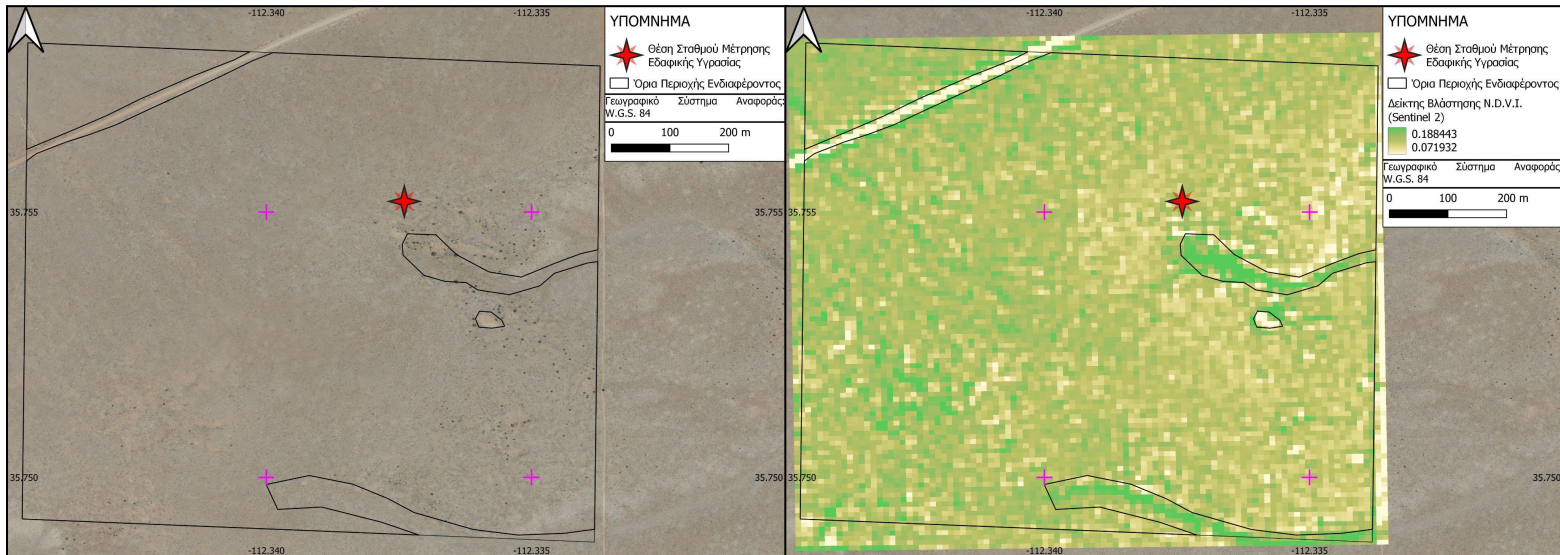 -112.340
-112.335
ΥΠΟΜΝΗΜΑ
Θέση Σταθμού Μέτρησης
Εδαφικής Υγρασίας
Όρια Περιοχής Ενδιαφέροντος
Γεωγραφικό Σύστημα Αναφοράς:
W.G.S. 84
0 100 200 m
35.755
35.755
35.750
35.750
-112.340
-112.335
-112.340
-112.335
ΥΠΟΜΝΗΜΑ
Θέση Σταθμού Μέτρησης
Εδαφικής Υγρασίας
Όρια Περιοχής Ενδιαφέροντος
Δείκτης Βλάστησης N.D.V.I.
(Sentinel 2)
0.188443
0.071932
Γεωγραφικό Σύστημα Αναφοράς:
W.G.S. 84
0 100 200 m
35.755
35.755
35.750
35.750
-112.340
-112.335